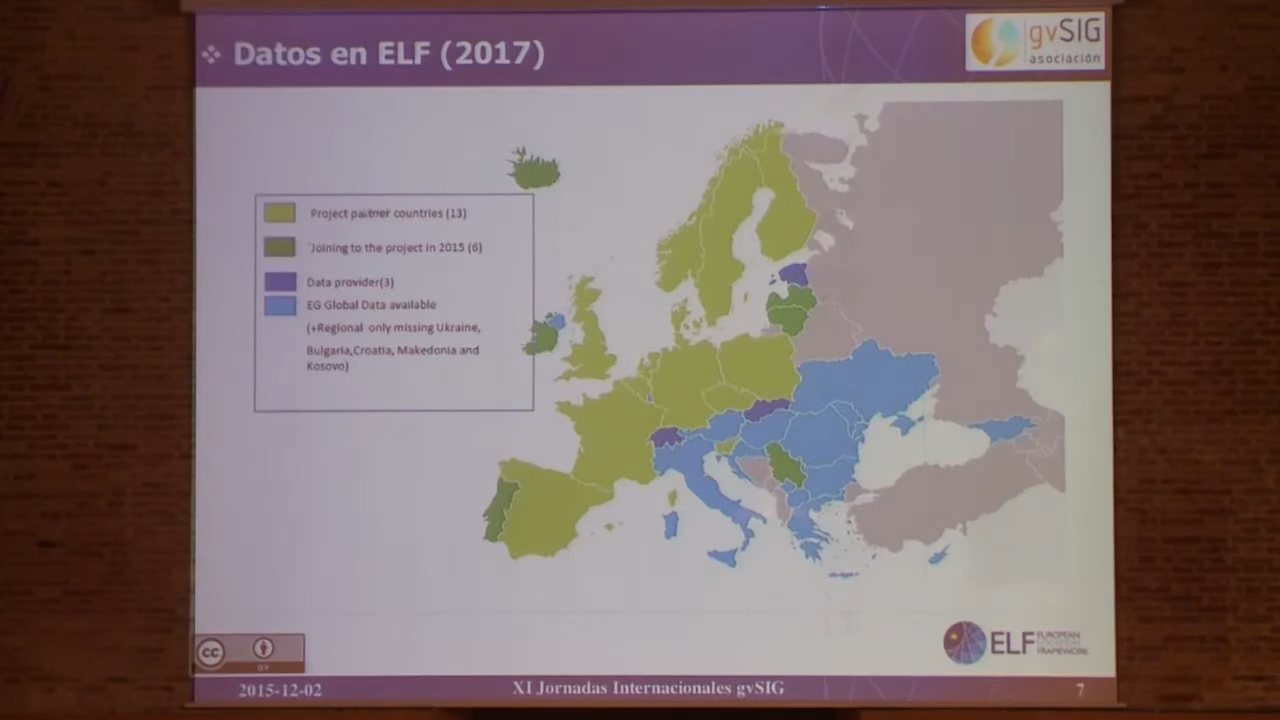 Datos en ELF (2017)
gvSIG
asociación
Project partner countries (13)
Joining to the project in 2015 (6)
Data provider(3)
EG Global Data available
(+Regional only missing Ukraine,
Bulgaria,Croatia, Makedonia and
Kosovo)
ELF
EUROPEAN
LOCATION
FRAMEWORK
cc
BY
2015-12-02
XI Jornadas Internacionales gvSIG
7